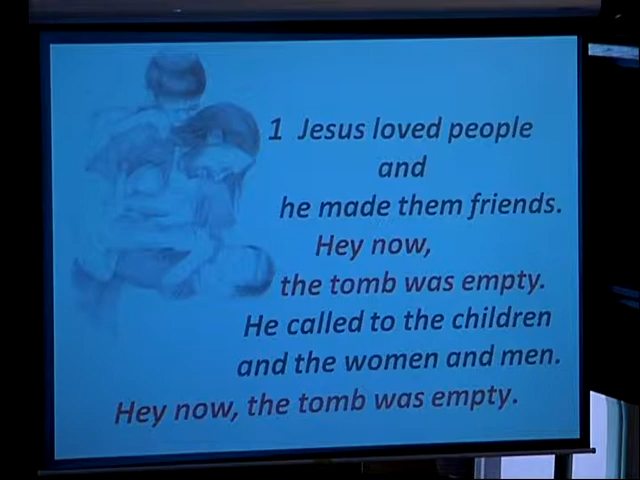 1 Jesus loved people
and
he made them friends.
Hey now,
the tomb was empty.
He called to the children
and the women and men.
Hey now, the tomb was empty.